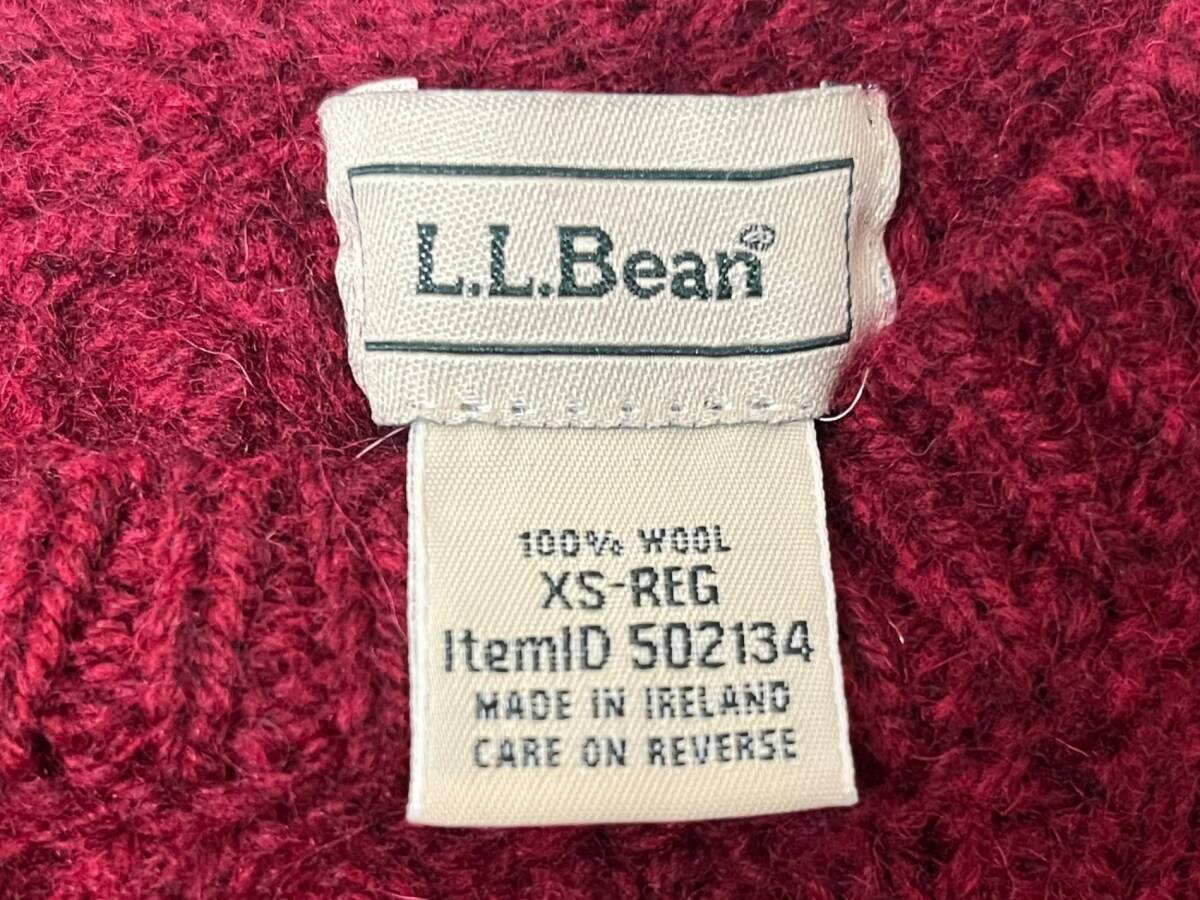 L.L.Bean®
100% WOOL
XS-REG
ItemID 502134
MADE IN IRELAND
CARE ON REVERSE